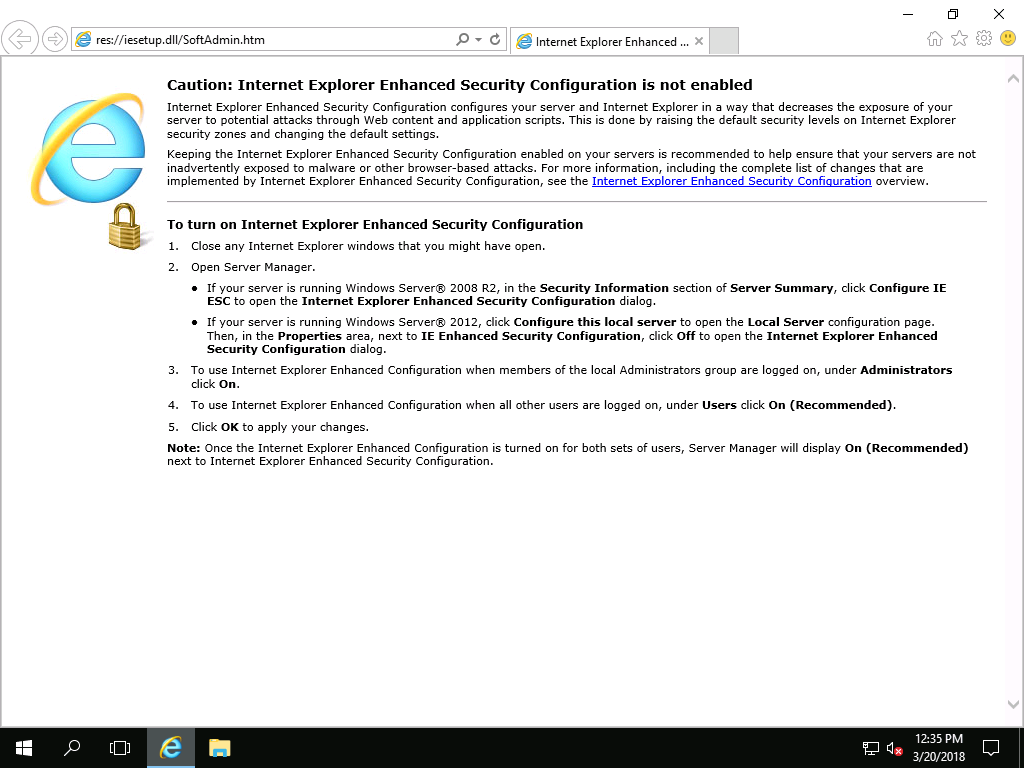 res://iesetup.dll/SoftAdmin.htm
Internet Explorer Enhanced ...
Caution: Internet Explorer Enhanced Security Configuration is not enabled
Internet Explorer Enhanced Security Configuration configures your server and Internet Explorer in a way that decreases the exposure of your
server to potential attacks through Web content and application scripts. This is done by raising the default security levels on Internet Explorer
security zones and changing the default settings.
Keeping the Internet Explorer Enhanced Security Configuration enabled on your servers is recommended to help ensure that your servers are not
inadvertently exposed to malware or other browser-based attacks. For more information, including the complete list of changes that are
implemented by Internet Explorer Enhanced Security Configuration, see the Internet Explorer Enhanced Security Configuration overview.
To turn on Internet Explorer Enhanced Security Configuration
1. Close any Internet Explorer windows that you might have open.
2. Open Server Manager.
• If your server is running Windows Server® 2008 R2, in the Security Information section of Server Summary, click Configure IE
ESC to open the Internet Explorer Enhanced Security Configuration dialog.
• If your server is running Windows Server® 2012, click Configure this local server to open the Local Server configuration page.
Then, in the Properties area, next to IE Enhanced Security Configuration, click Off to open the Internet Explorer Enhanced
Security Configuration dialog.
3. To use Internet Explorer Enhanced Configuration when members of the local Administrators group are logged on, under Administrators
click On.
4. To use Internet Explorer Enhanced Configuration when all other users are logged on, under Users click On (Recommended).
5. Click OK to apply your changes.
Note: Once the Internet Explorer Enhanced Configuration is turned on for both sets of users, Server Manager will display On (Recommended)
next to Internet Explorer Enhanced Security Configuration.
12:35 PM
3/20/2018